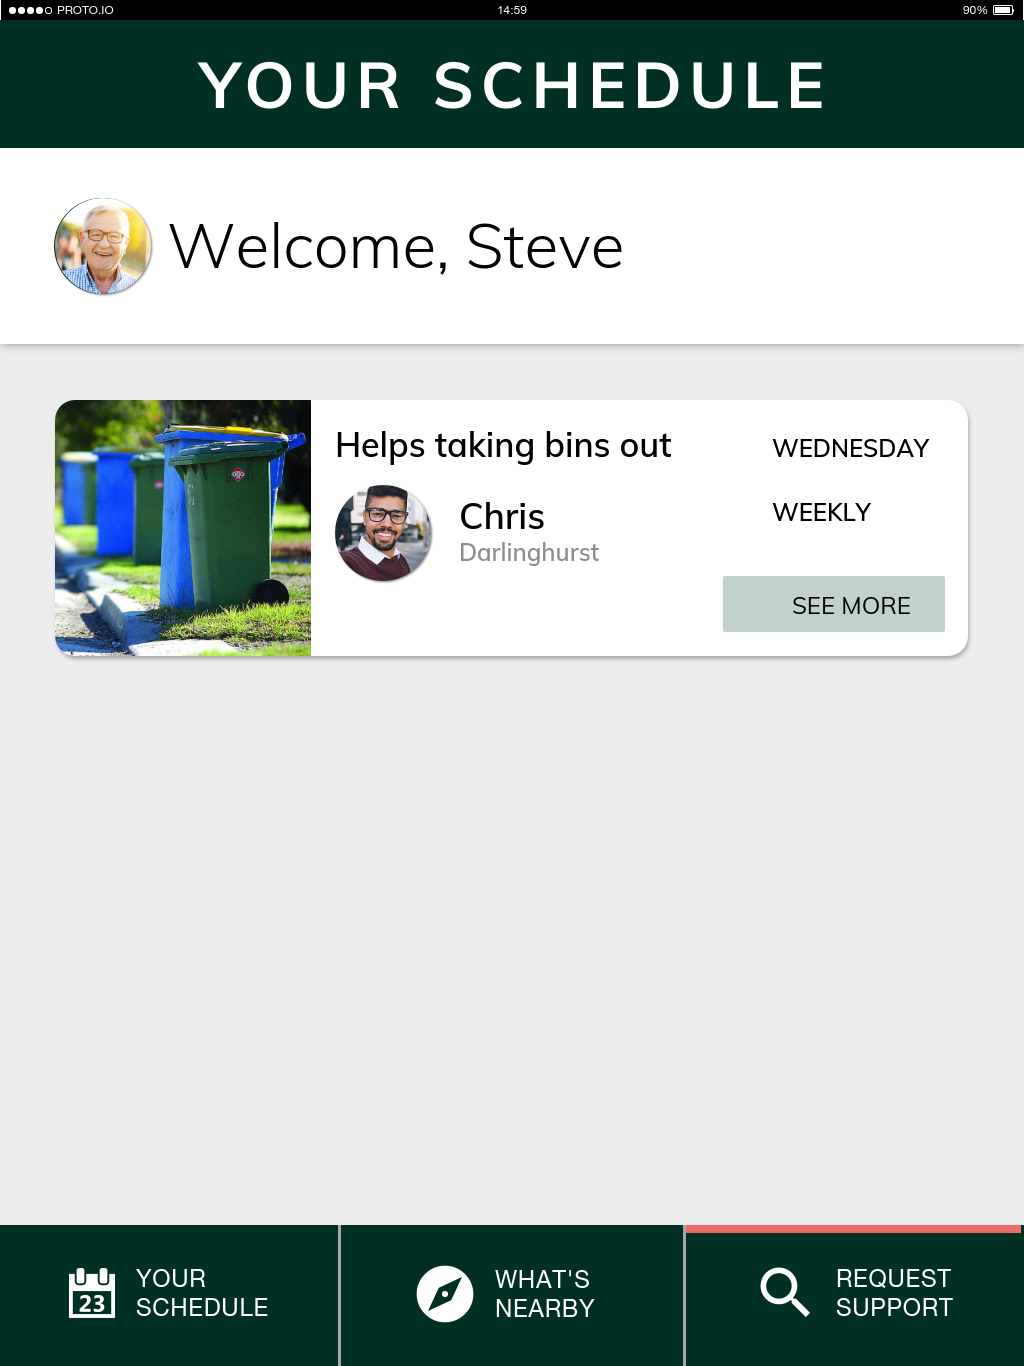 PROTO.IO 14:59 90%
YOUR SCHEDULE
Welcome, Steve
Helps taking bins out
WEDNESDAY
Chris
WEEKLY
Darlinghurst
SEE MORE
23
YOUR
SCHEDULE
WHAT'S
NEARBY
REQUEST
SUPPORT